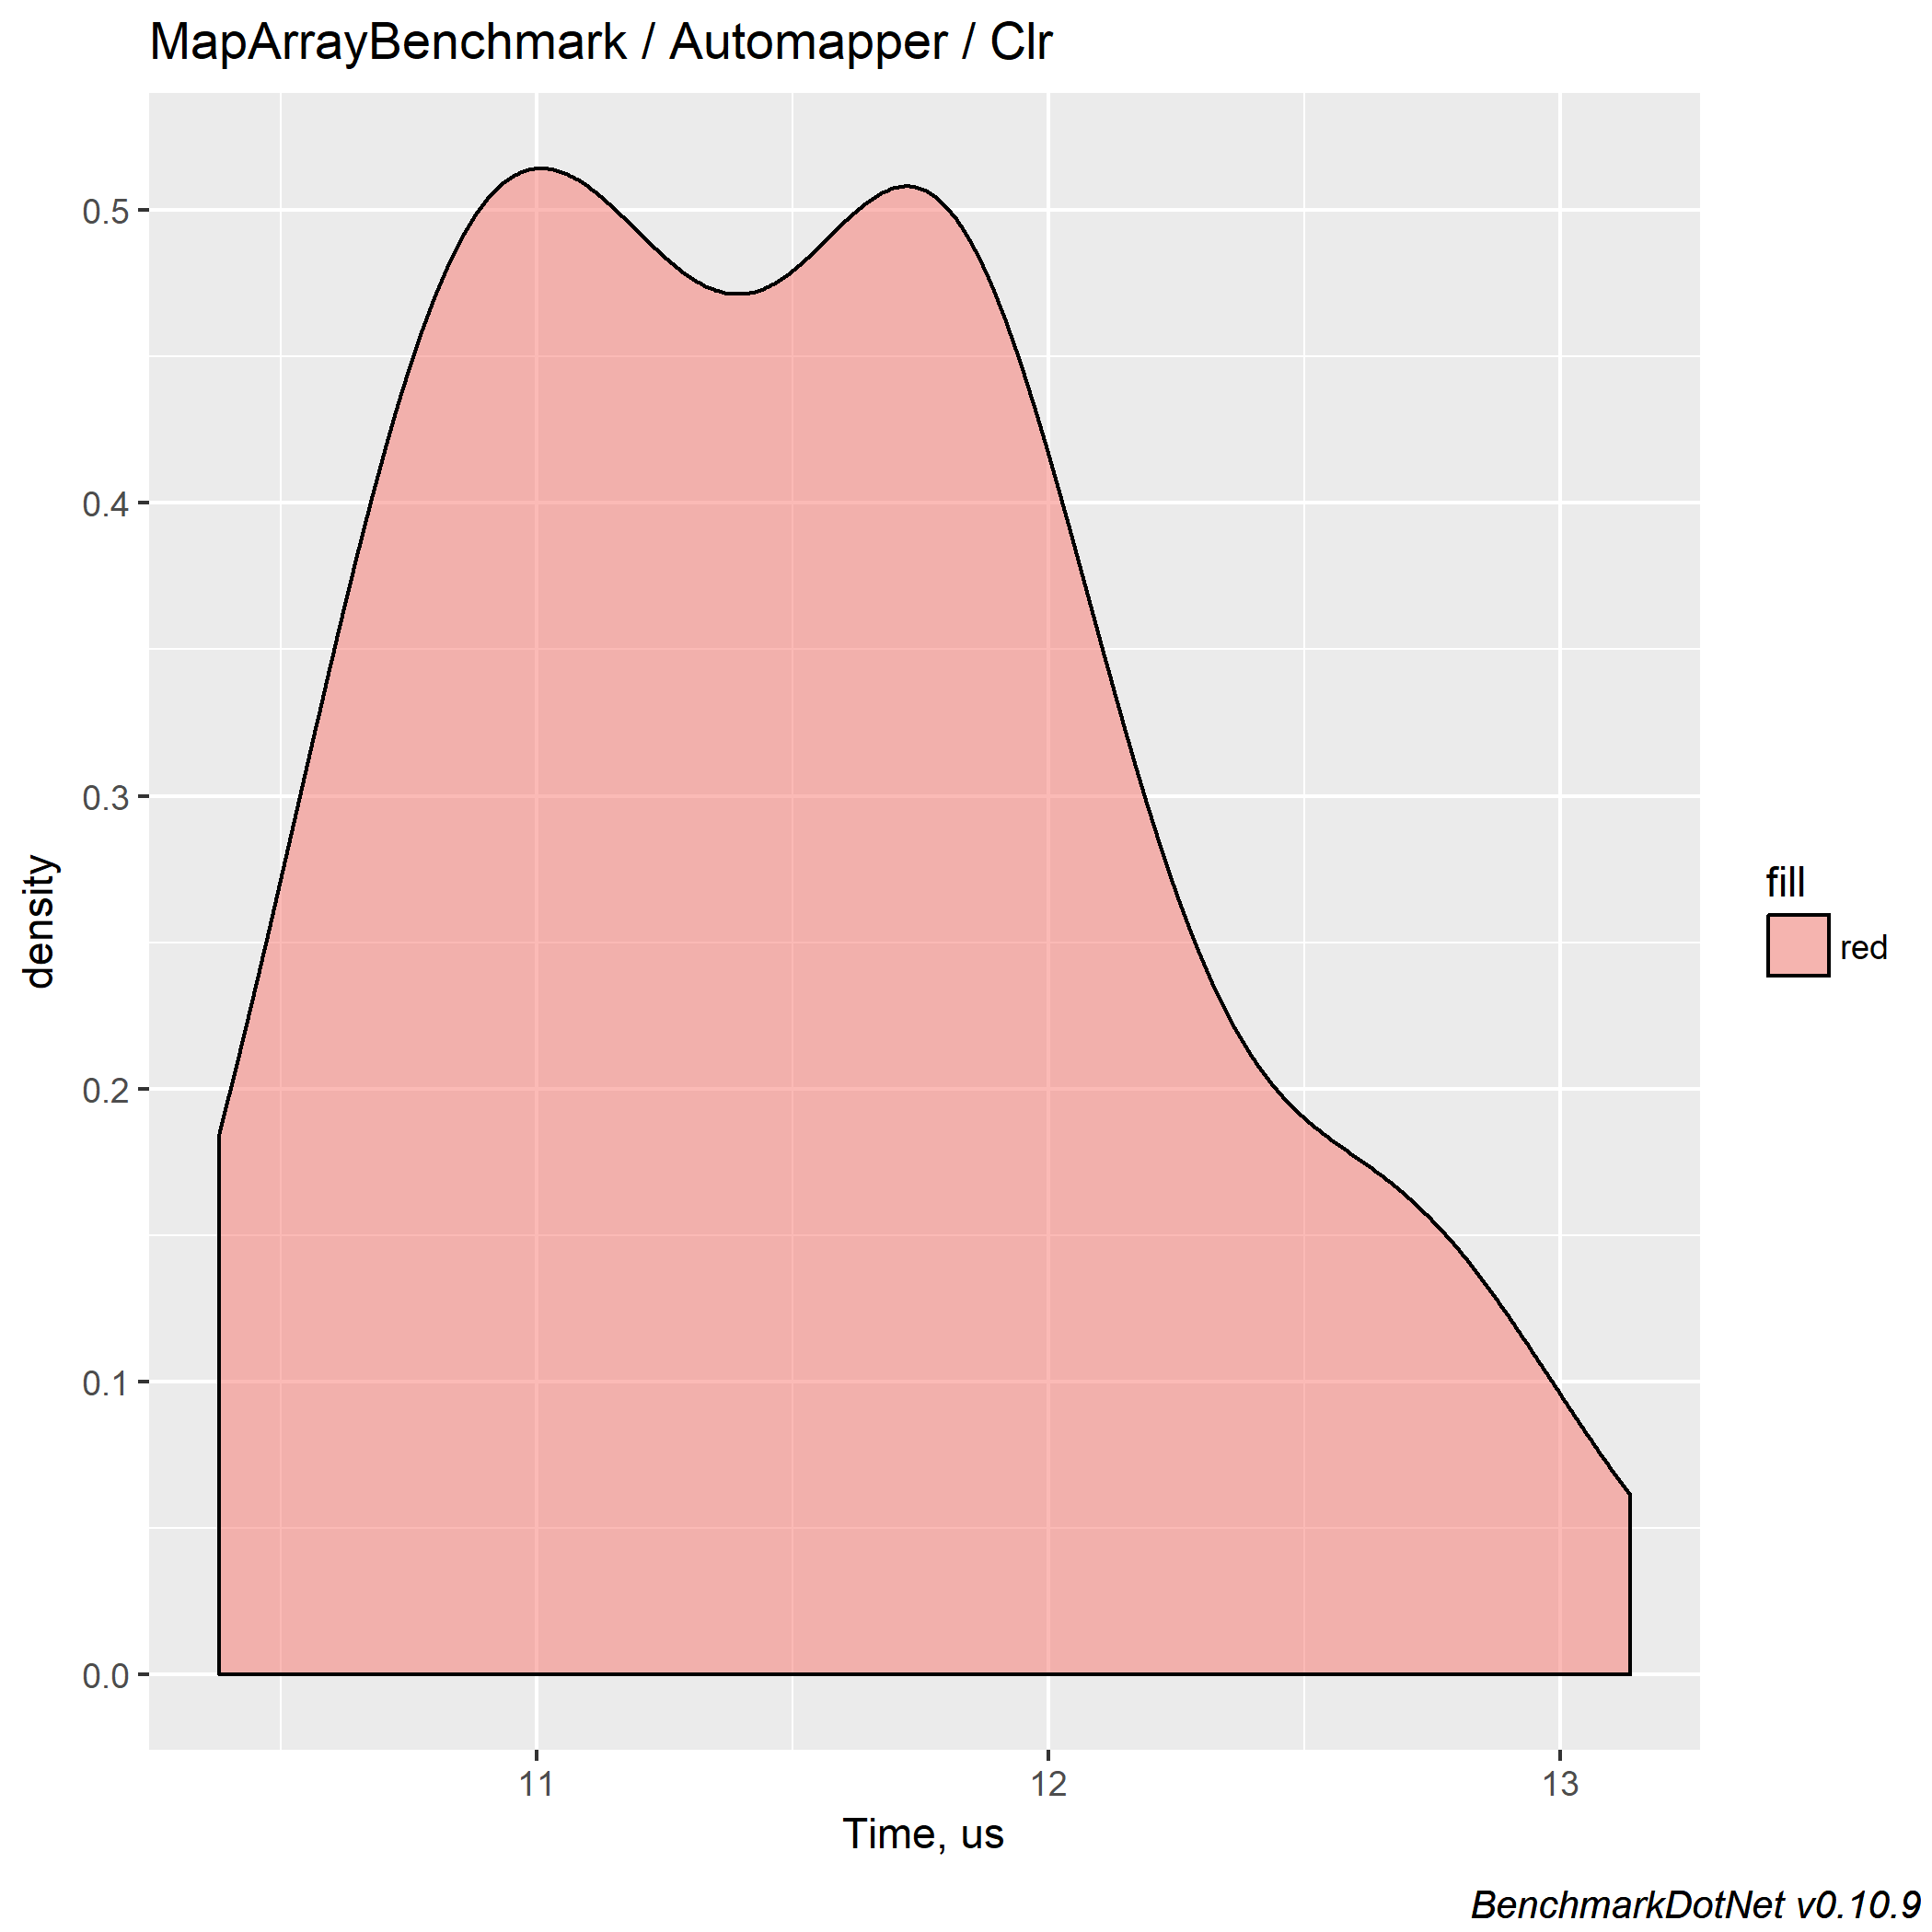 MapArrayBenchmark / Automapper / Clr
density
0.5
0.4
0.3
0.2
0.1
0.0
11 12 13
Time, us
fill
red
BenchmarkDotNet v0.10.9